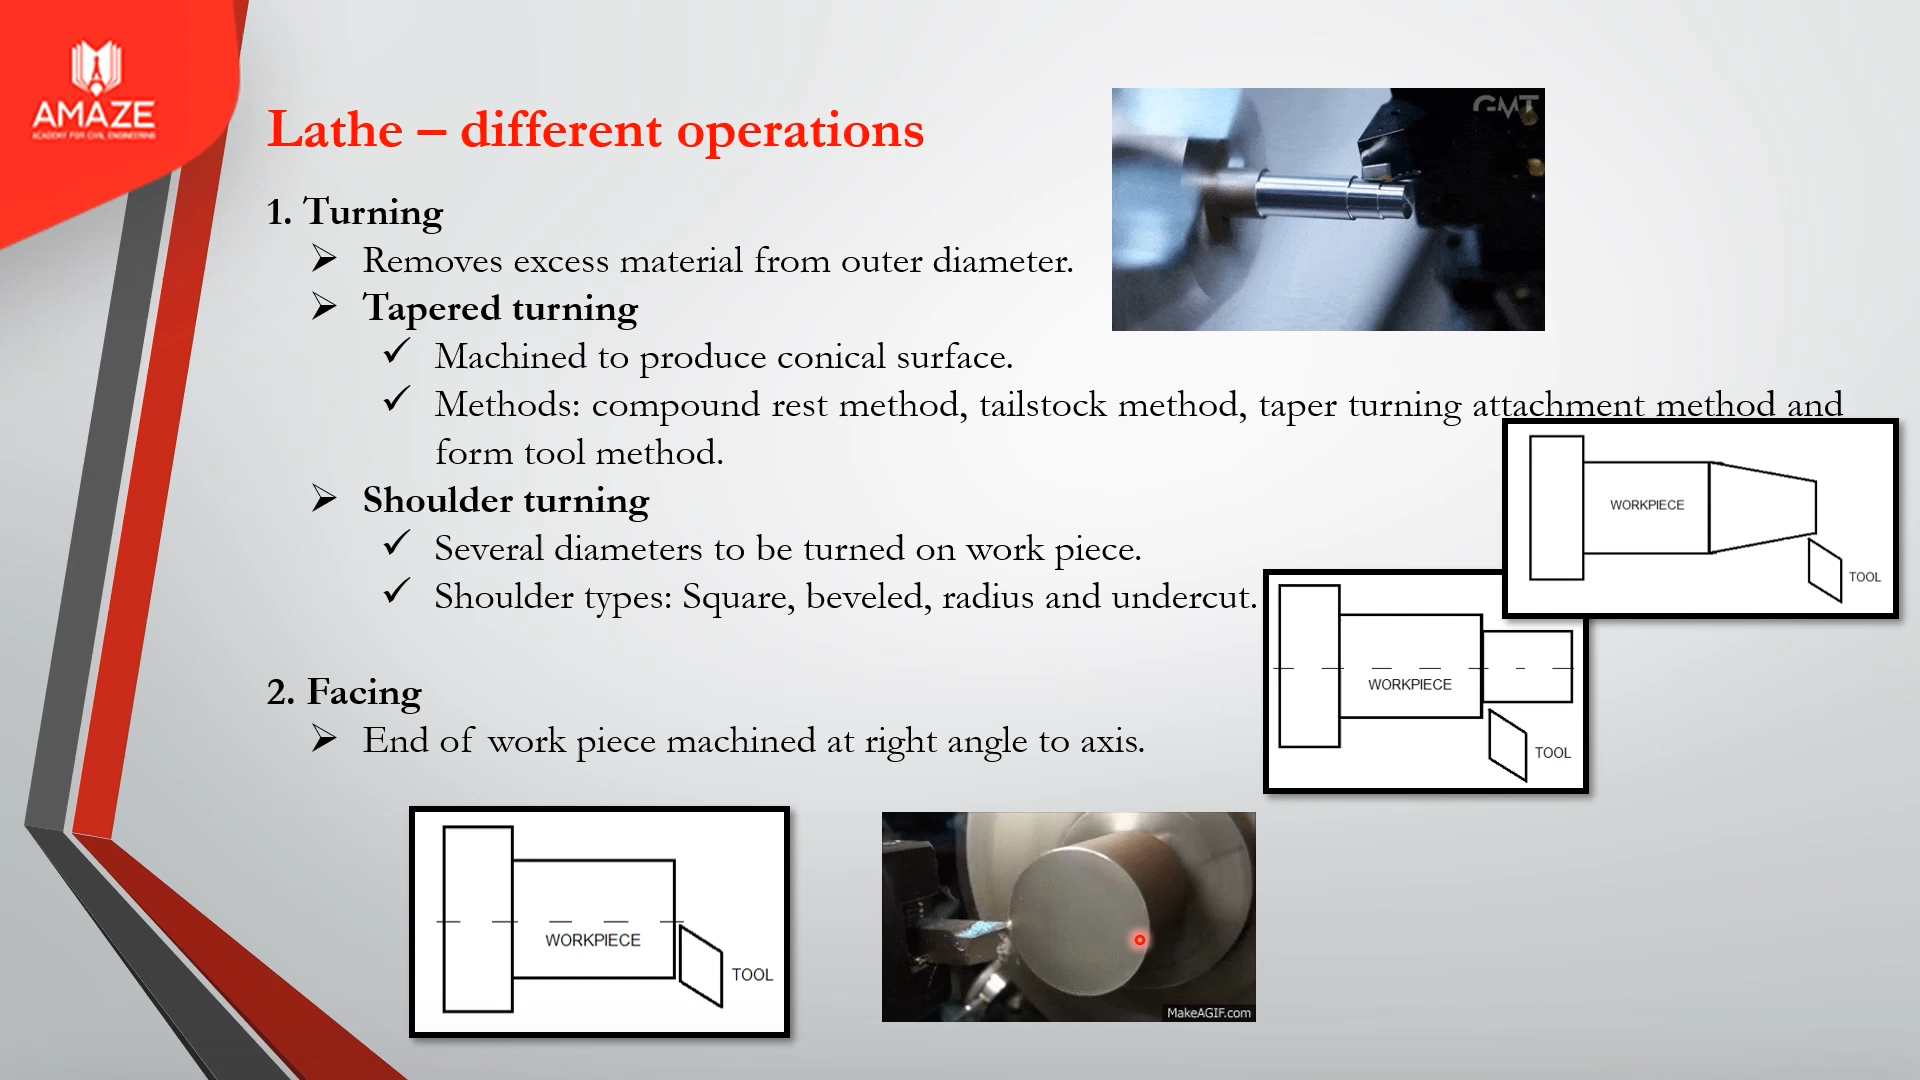 AMAZE
ACADEMY FOR CIVIL ENGINEERING
GMT
Lathe – different operations
1. Turning
Removes excess material from outer diameter.
Tapered turning
Machined to produce conical surface.
Methods: compound rest method, tailstock method, taper turning attachment method and
form tool method.
Shoulder turning
Several diameters to be turned on work piece.
Shoulder types: Square, beveled, radius and undercut.
WORKPIECE
TOOL
WORKPIECE
TOOL
2. Facing
End of work piece machined at right angle to axis.
WORKPIECE
TOOL
MakeAGIF.com